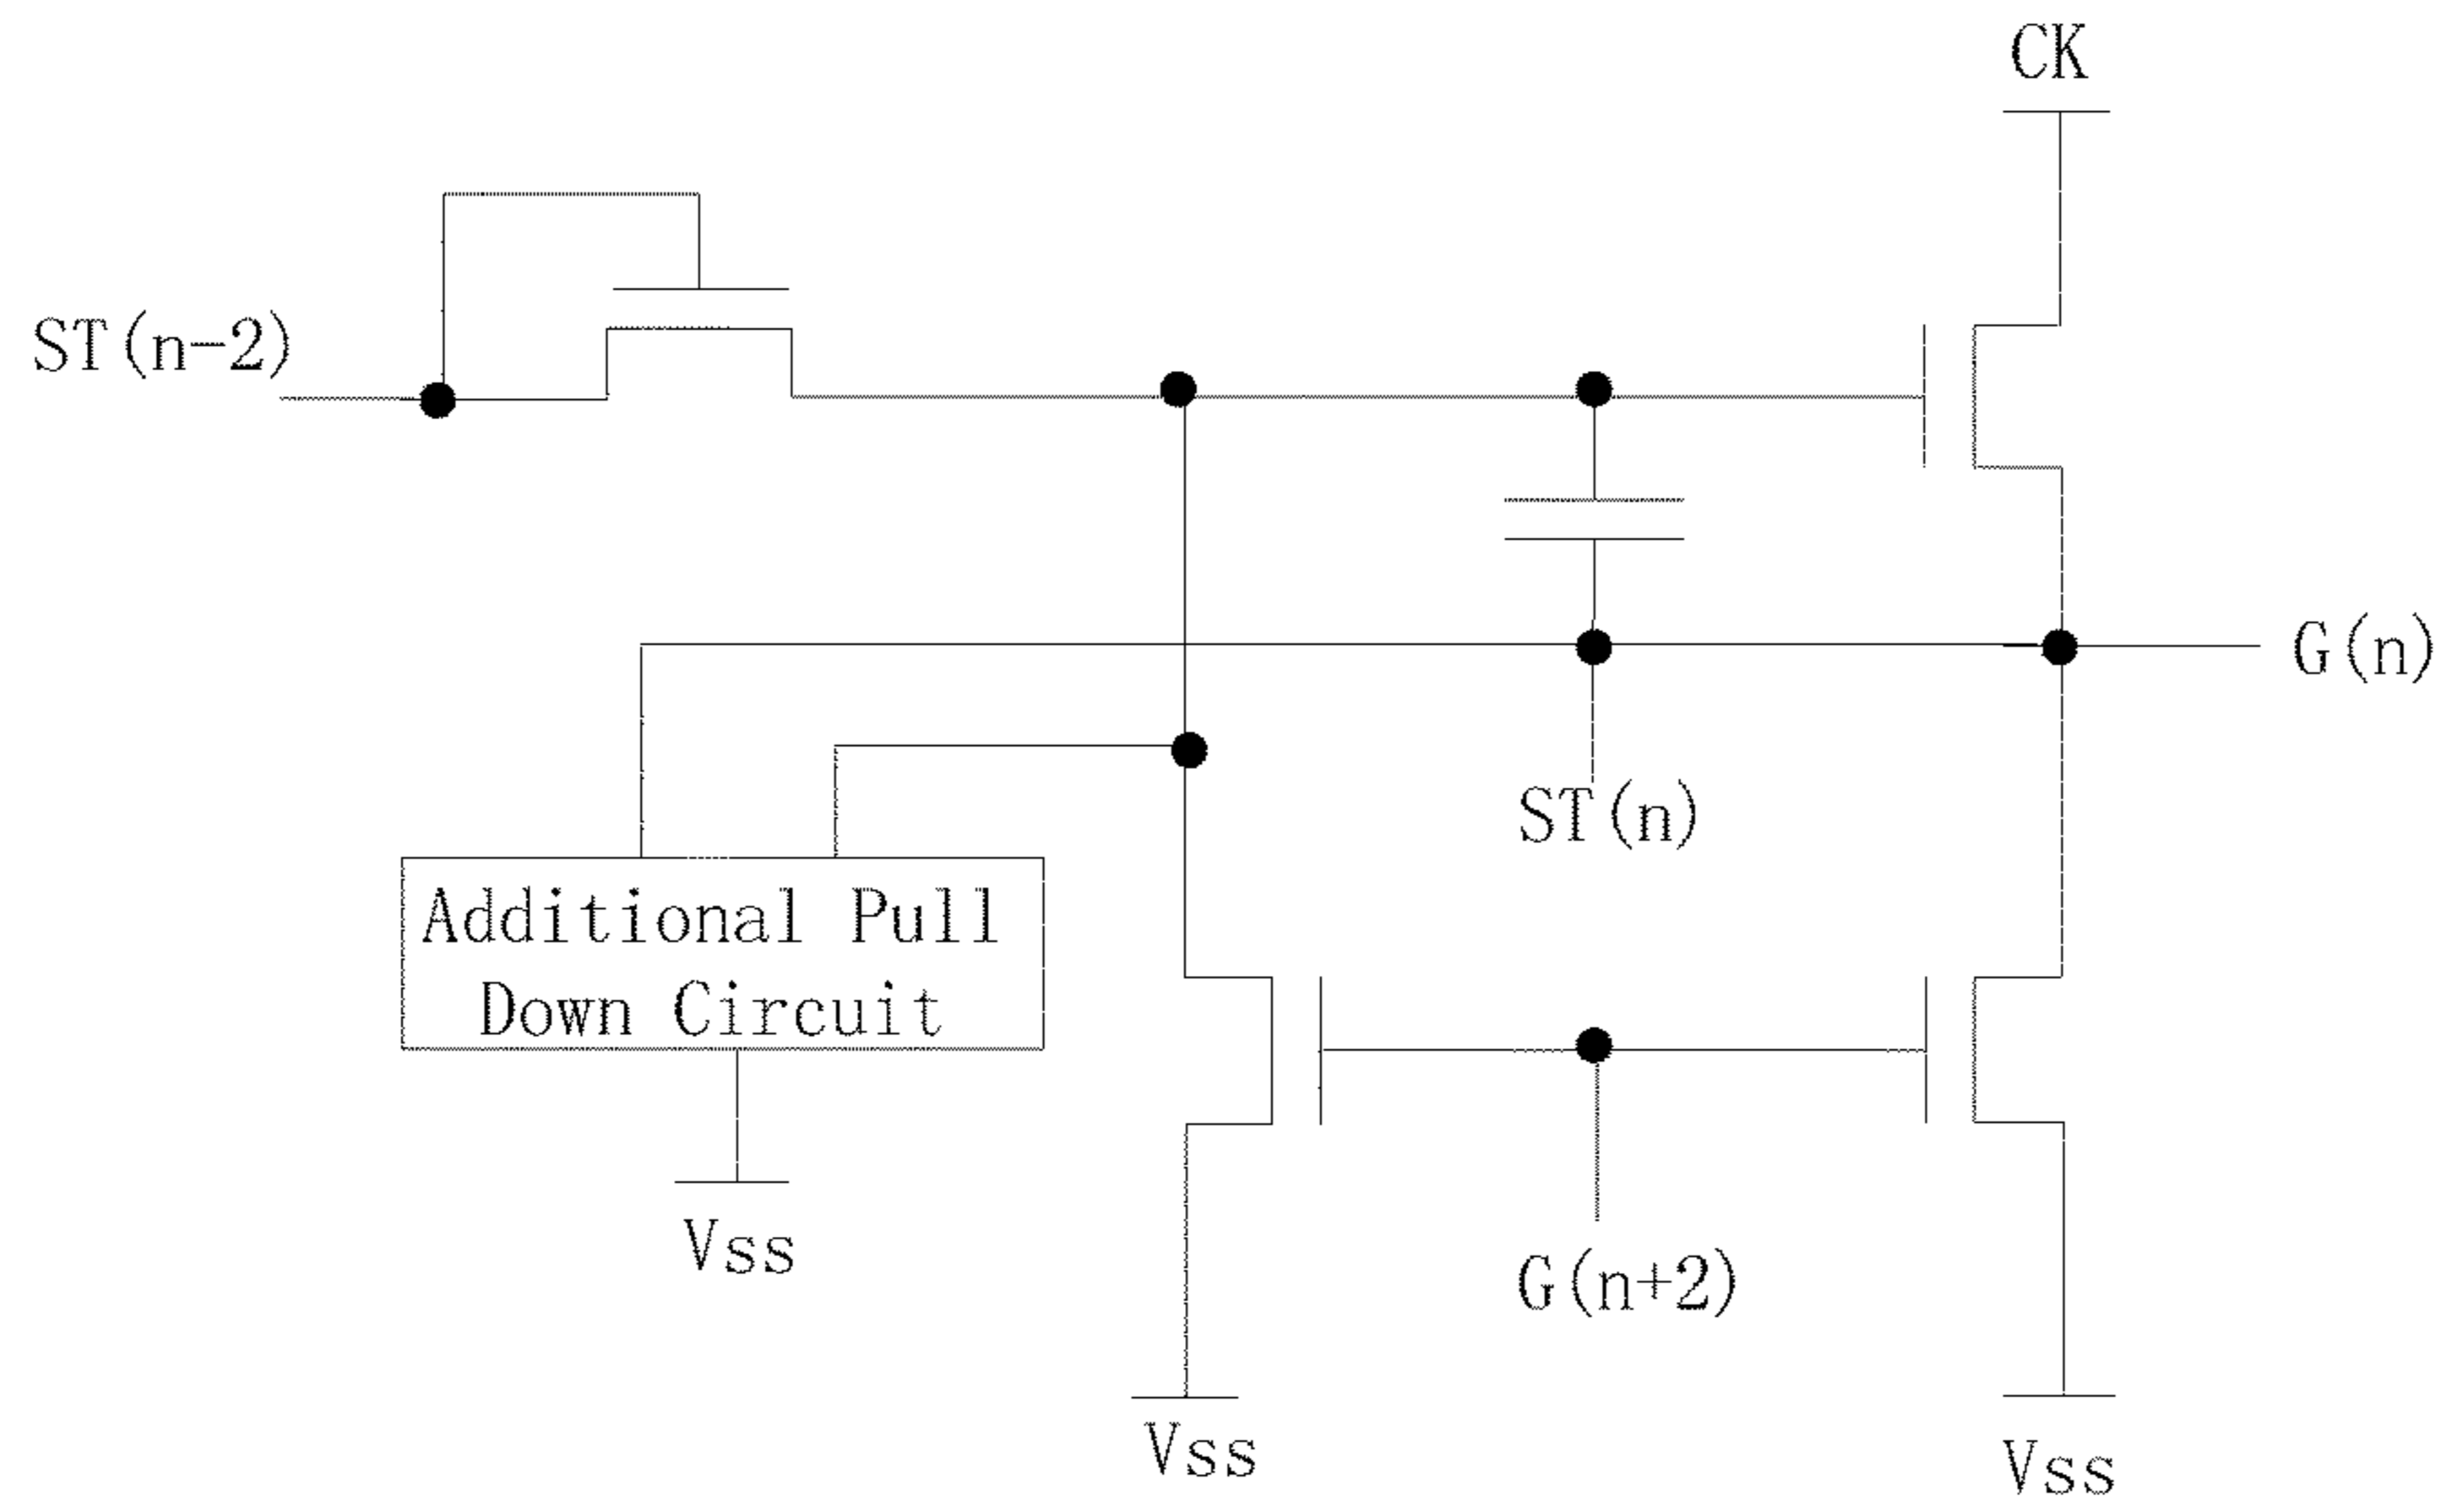 CK
ST(n-2)
G(n)
ST(n)
Additional Pull
Down Circuit
Vss
G(n+2)
Vss
Vss